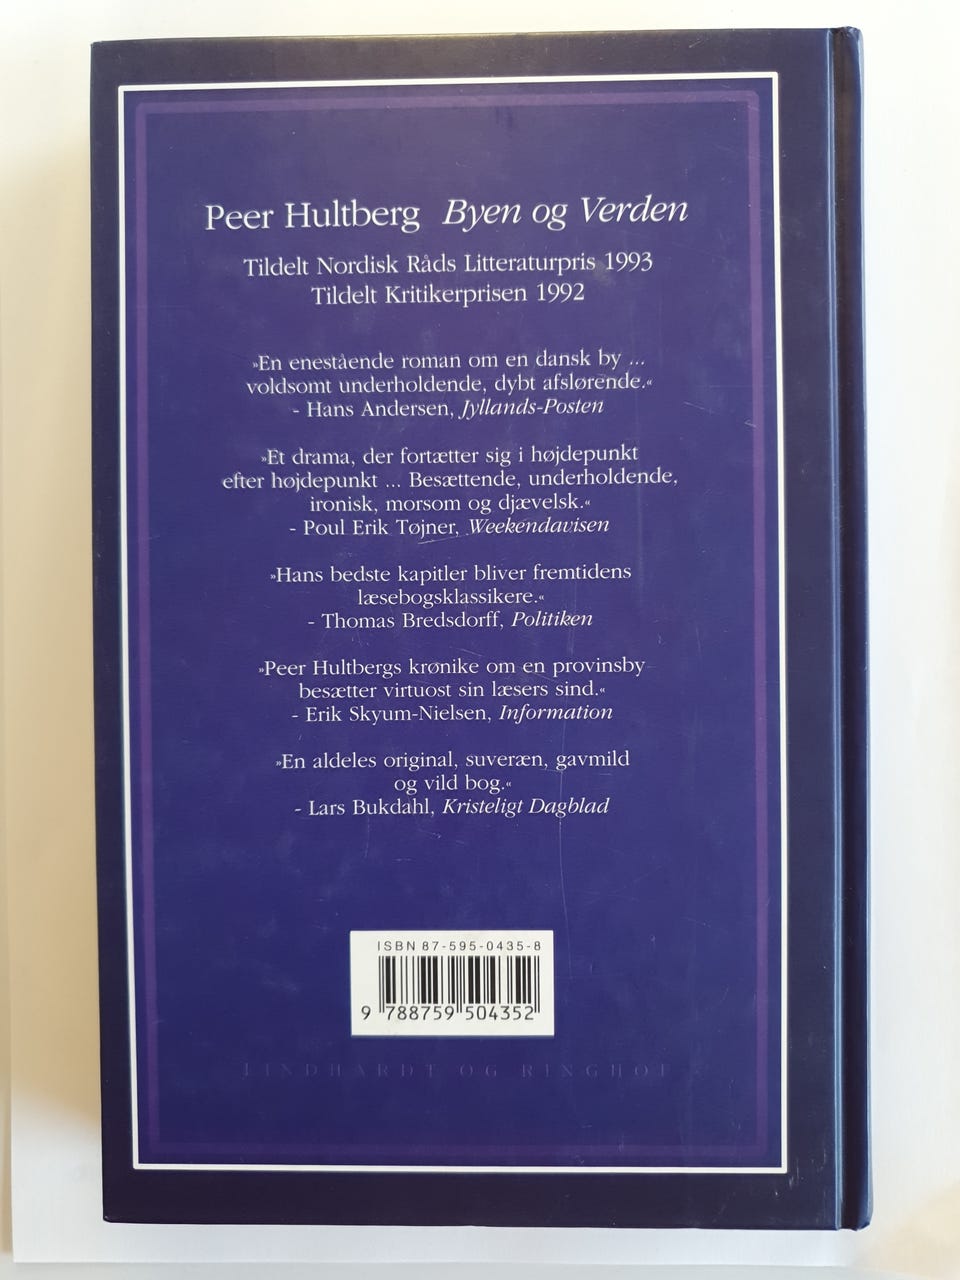 Peer Hultberg Byen og Verden
Tildelt Nordisk Råds Litteraturpris 1993
Tildelt Kritikerprisen 1992
»En enestående roman om en dansk by ...
voldsomt underholdende, dybt afslørende.«
- Hans Andersen, Jyllands-Posten
»Et drama, der fortætter sig i højdepunkt
efter højdepunkt ... Besættende, underholdende,
ironisk, morsom og djævelsk.«
- Poul Erik Tøjner, Weekendavisen
»Hans bedste kapitler bliver fremtidens
læsebogsklassikere.«
- Thomas Bredsdorff, Politiken
»Peer Hultbergs krønike om en provinsby
besætter virtuost sin læsers sind.«
- Erik Skyum-Nielsen, Information
»En aldeles original, suveræn, gavmild
og vild bog.«
- Lars Bukdahl, Kristeligt Dagblad
ISBN 87-595-0435-8
9 788759 504352
LINDHARDT OG RINGHOF